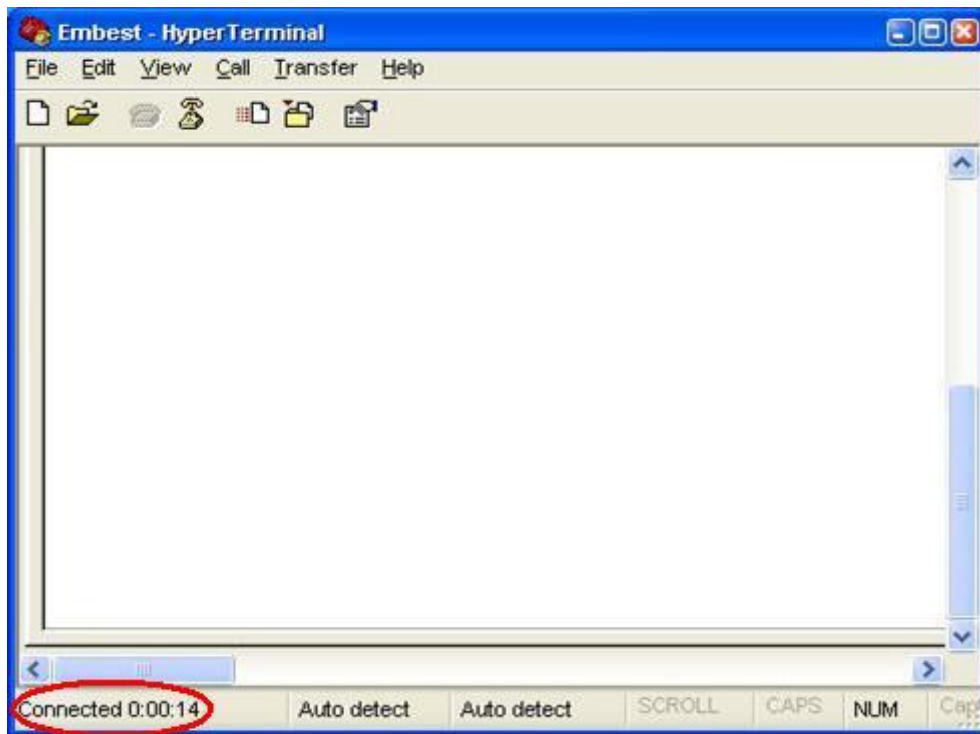 Embest - HyperTerminal
File Edit View Call Transfer Help
Connected 0:00:14 Auto detect Auto detect SCROLL CAPS NUM Capt